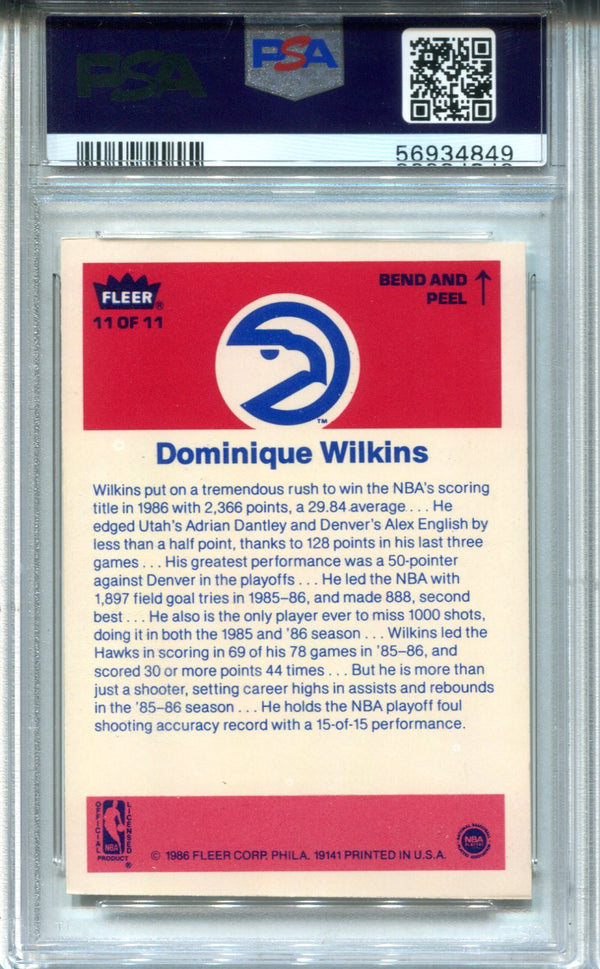 PSA
PSA
56934849
FLEER®
11 OF 11
BEND AND
PEEL
TM
Dominique Wilkins
Wilkins put on a tremendous rush to win the NBA's scoring
title in 1986 with 2,366 points, a 29.84 average . . . He
edged Utah's Adrian Dantley and Denver's Alex English by
less than a half point, thanks to 128 points in his last three
games . . . His greatest performance was a 50-pointer
against Denver in the playoffs . . . He led the NBA with
1,897 field goal tries in 1985–86, and made 888, second
best . . . He also is the only player ever to miss 1000 shots,
doing it in both the 1985 and '86 season . . . Wilkins led the
Hawks in scoring in 69 of his 78 games in '85–86, and
scored 30 or more points 44 times . . . But he is more than
just a shooter, setting career highs in assists and rebounds
in the '85–86 season . . . He holds the NBA playoff foul
shooting accuracy record with a 15-of-15 performance.
OFFICIAL
LICENSED
NBA
PRODUCT ®
© 1986 FLEER CORP. PHILA. 19141 PRINTED IN U.S.A.
NBA
PLAYERS